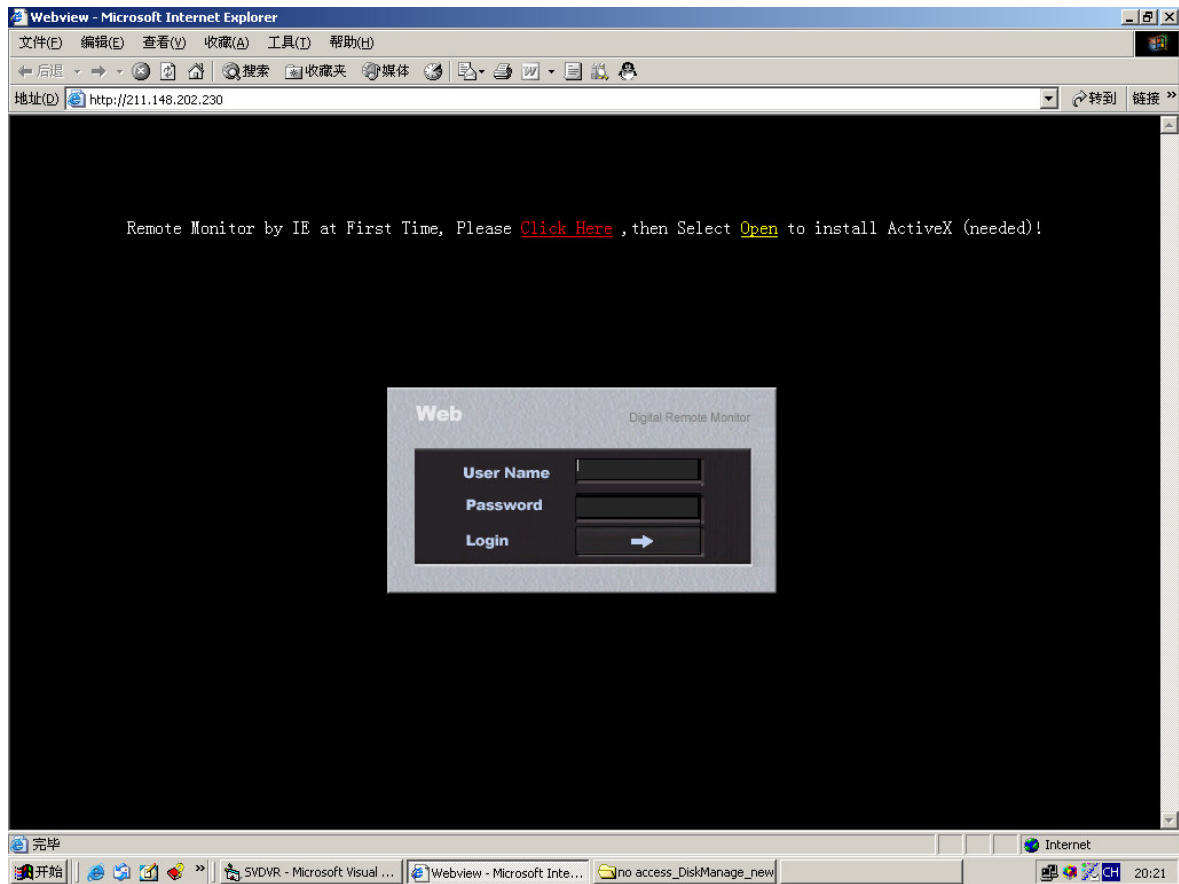 Webview - Microsoft Internet Explorer
文件(F) 编辑(E) 查看(V) 收藏(A) 工具(T) 帮助(H)
后退 搜索 收藏夹 媒体
地址(D) http://211.148.202.230 转到 链接 »
Remote Monitor by IE at First Time, Please Click Here ,then Select Open to install ActiveX (needed)!
Web Digital Remote Monitor
User Name
Password
Login
完毕 Internet
开始 » SVDVR - Microsoft Visual ... Webview - Microsoft Inte... no access_DiskManage_new CH 20:21